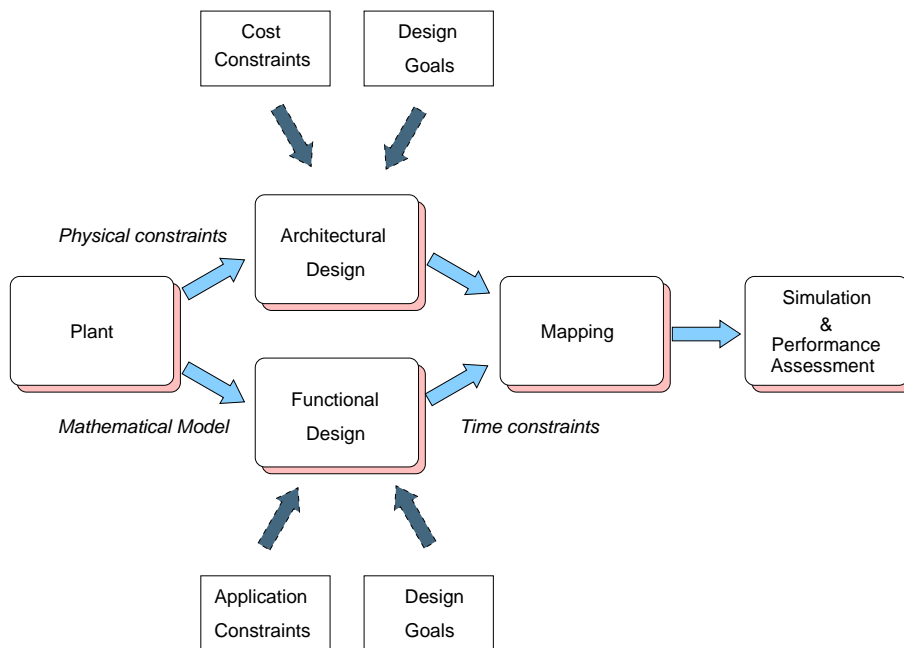 Cost
Constraints
Design
Goals
Physical constraints
Architectural
Design
Plant
Mapping
Simulation
&
Performance
Assessment
Mathematical Model
Functional
Design
Time constraints
Application
Constraints
Design
Goals